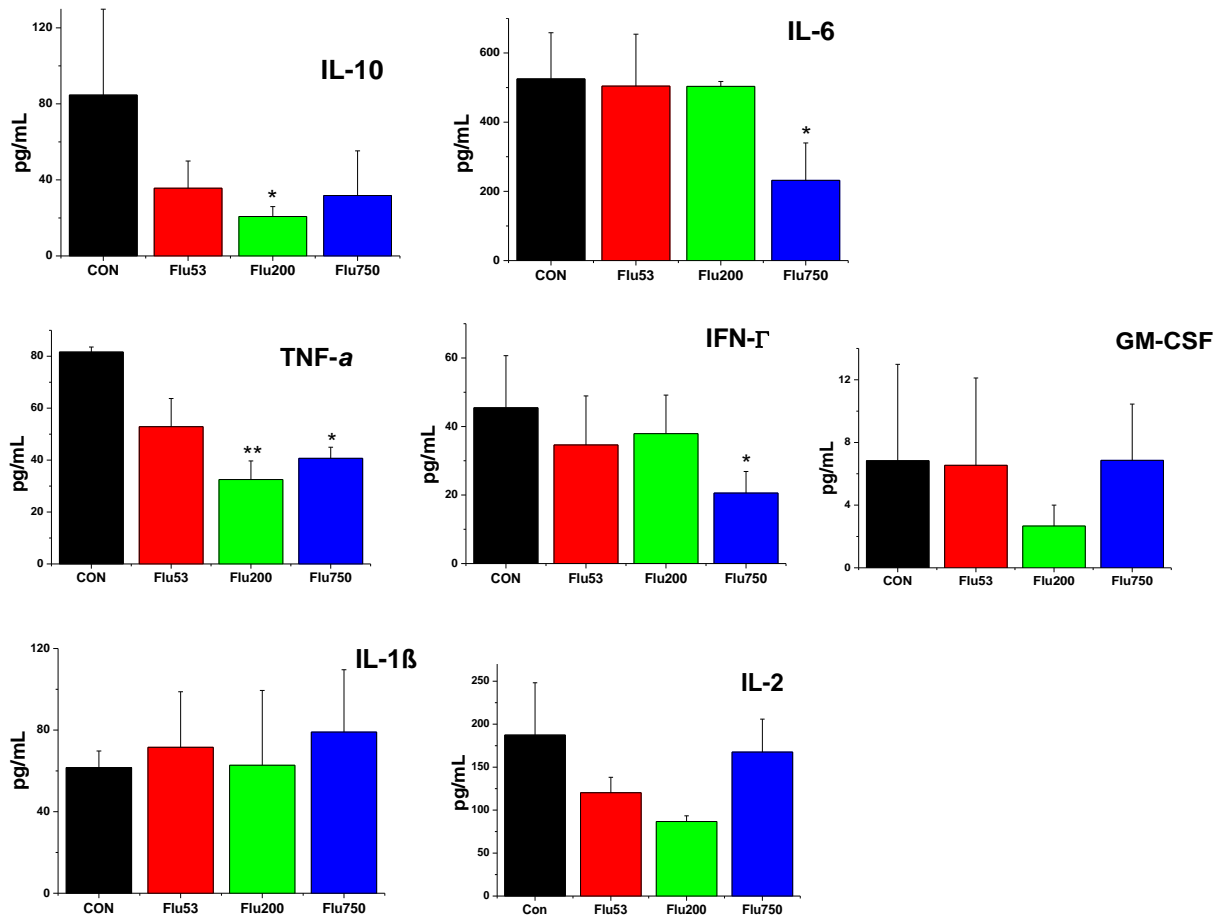 IL-10
pg/mL
120
80
40
0
*
CON Flu53 Flu200 Flu750
IL-6
pg/mL
600
400
200
0
*
CON Flu53 Flu200 Flu750
TNF-a
pg/mL
80
60
40
20
0
** *
CON Flu53 Flu200 Flu750
IFN-Γ
pg/mL
60
40
20
0
*
CON Flu53 Flu200 Flu750
GM-CSF
pg/mL
12
8
4
0
CON Flu53 Flu200 Flu750
IL-1ß
pg/mL
120
80
40
0
CON Flu53 Flu200 Flu750
IL-2
pg/mL
250
200
150
100
50
0
Con Flu53 Flu200 Flu750